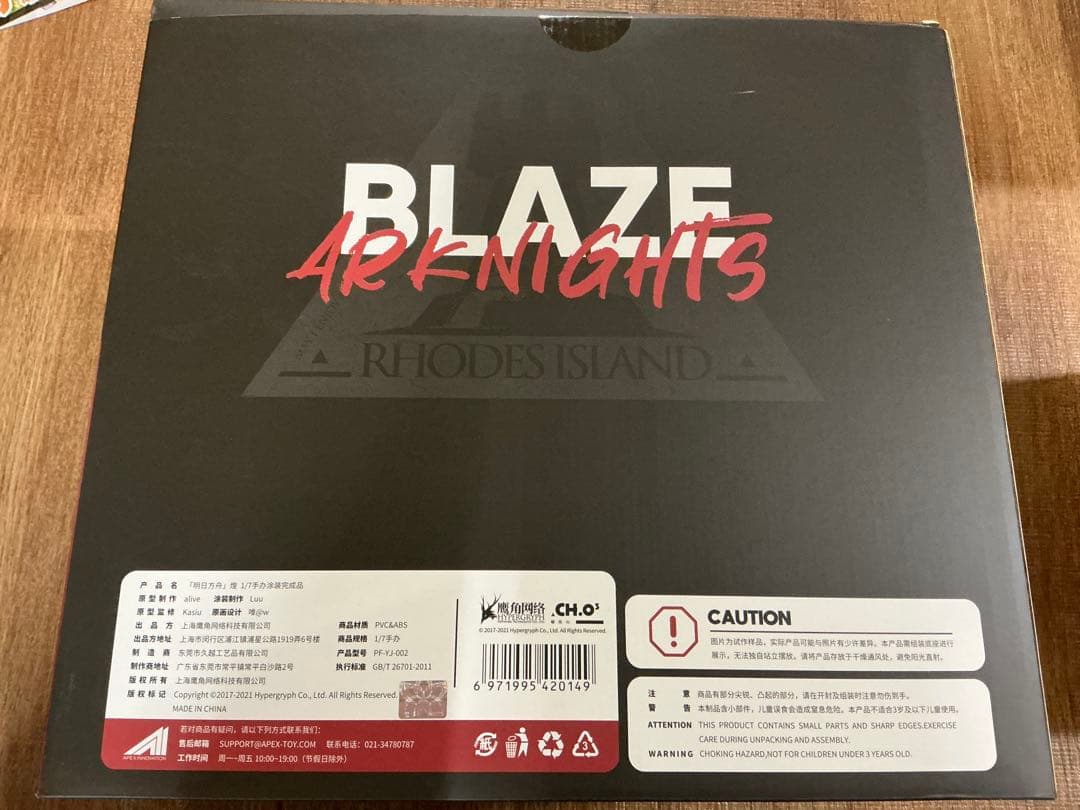 BLAZE
ARKNIGHTS
RHODES ISLAND
产品名 「明日方舟」煌 1/7手办涂装完成品
原型制作 alive 涂装制作 Luu
原型监修 Kasiu 原画设计 唯@w
出品方 上海鹰角网络科技有限公司
出品方地址 上海市闵行区浦江镇浦星公路1919弄6号楼
制造商 东莞市久越工艺品有限公司
制作商地址 广东省东莞市常平镇常平白沙路2号
版权所有 上海鹰角网络科技有限公司
版权标记 Copyright ©2017-2021 Hypergryph Co., Ltd. All Rights Reserved.
MADE IN CHINA
商品材质 PVC&ABS
商品规格 1/7手办
产品型号 PF-YJ-002
执行标准 GB/T 26701-2011
鹰角网络
HYPERGRYPH
.CH.O³
© 2017-2021 Hypergryph Co., Ltd. All Rights Reserved.
6 971995 420149
APEX INNOVATION
若对商品有疑问，请以下列方式联系我们：
售后邮箱 SUPPORT@APEX-TOY.COM 联系电话：021-34780787
工作时间 周一~周五 10:00~19:00（节假日除外）
3
CAUTION
图片为试作样品，实际产品可能与照片有少许差异。本产品需组装底座进行
展示，无法独自站立摆放。请将产品存放于干燥通风处，避免阳光直射。
注意 商品有部分尖锐、凸起的部分，请在开封及组装时注意勿伤到手。
警告 本制品含小部件，儿童误食会造成窒息危险。本产品不适合3岁及以下儿童使用。
ATTENTION THIS PRODUCT CONTAINS SMALL PARTS AND SHARP EDGES.EXERCISE
CARE DURING UNPACKING AND ASSEMBLY.
WARNING CHOKING HAZARD,NOT FOR CHILDREN UNDER 3 YEARS OLD.